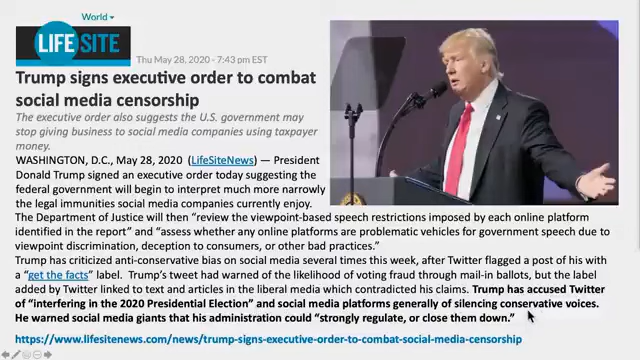 World
LIFE SITE
Thu May 28, 2020 - 7:43 pm EST
Trump signs executive order to combat
social media censorship
The executive order also suggests the U.S. government may
stop giving business to social media companies using taxpayer
money.
WASHINGTON, D.C., May 28, 2020 (LifeSiteNews) — President
Donald Trump signed an executive order today suggesting the
federal government will begin to interpret much more narrowly
the legal immunities social media companies currently enjoy.
The Department of Justice will then “review the viewpoint-based speech restrictions imposed by each online platform
identified in the report” and “assess whether any online platforms are problematic vehicles for government speech due to
viewpoint discrimination, deception to consumers, or other bad practices.”
Trump has criticized anti-conservative bias on social media several times this week, after Twitter flagged a post of his with
a “get the facts” label. Trump’s tweet had warned of the likelihood of voting fraud through mail-in ballots, but the label
added by Twitter linked to text and articles in the liberal media which contradicted his claims. Trump has accused Twitter
of “interfering in the 2020 Presidential Election” and social media platforms generally of silencing conservative voices.
He warned social media giants that his administration could “strongly regulate, or close them down.”
https://www.lifesitenews.com/news/trump-signs-executive-order-to-combat-social-media-censorship